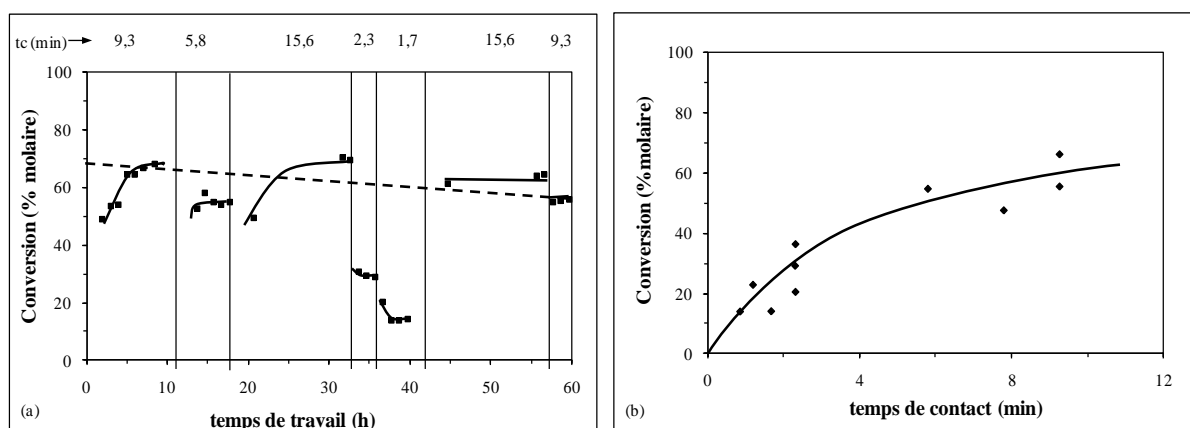 tc (min) 9,3 5,8 15,6 2,3 1,7 15,6 9,3
Conversion (% molaire)
100
80
60
40
20
0
0 10 20 30 40 50 60
temps de travail (h)
(a)
Conversion (% molaire)
100
80
60
40
20
0
0 4 8 12
temps de contact (min)
(b)